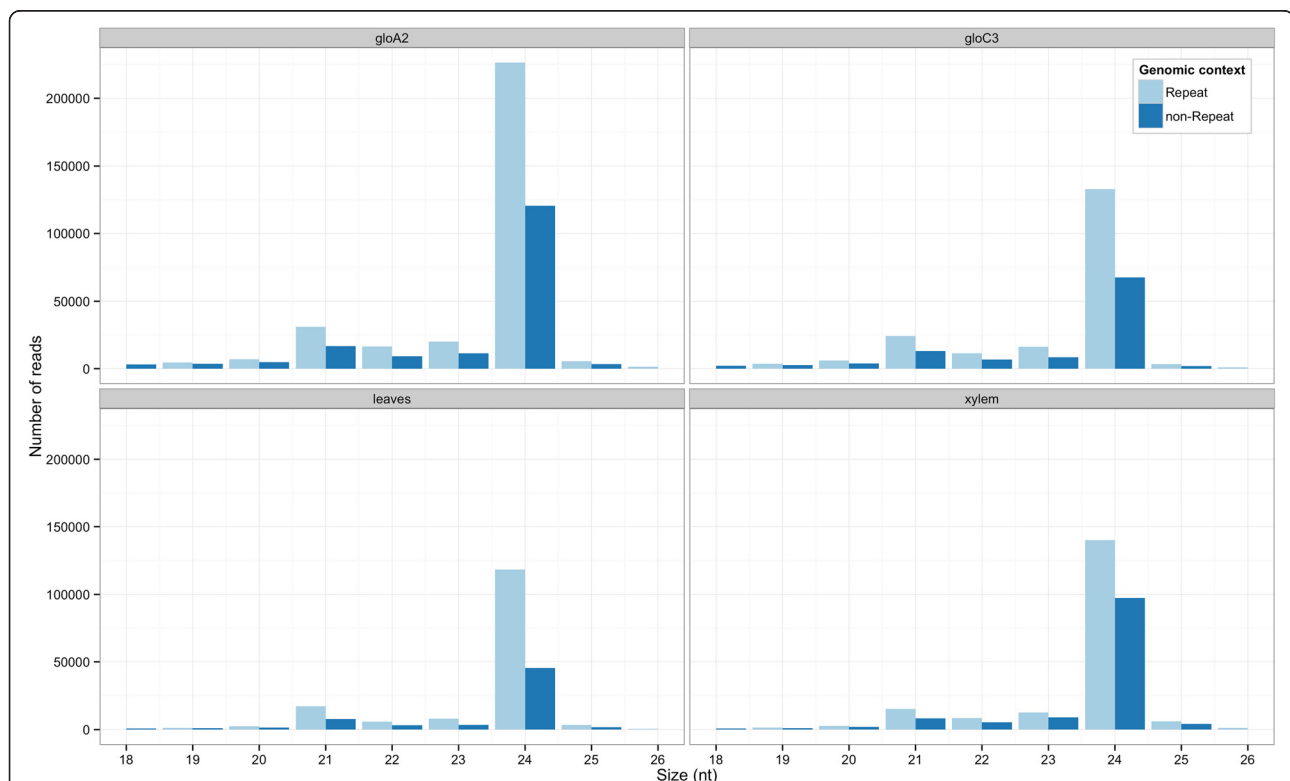 gloA2
gloC3
Genomic context
Repeat
non-Repeat
200000
150000
100000
50000
0
Number of reads
leaves
xylem
200000
150000
100000
50000
0
18 19 20 21 22 23 24 25 26
18 19 20 21 22 23 24 25 26
Size (nt)